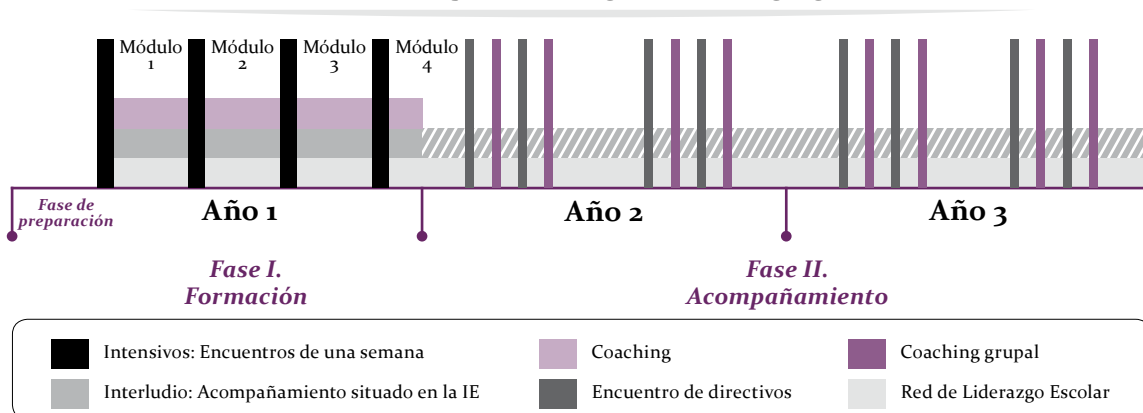 Módulo 1
Módulo 2
Módulo 3
Módulo 4
Fase de
preparación
Año 1
Año 2
Año 3
Fase I.
Formación
Fase II.
Acompañamiento
Intensivos: Encuentros de una semana
Coaching
Coaching grupal
Interludio: Acompañamiento situado en la IE
Encuentro de directivos
Red de Liderazgo Escolar